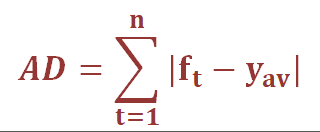 AD = ∑_{t=1}^{n} |f_t − y_av|